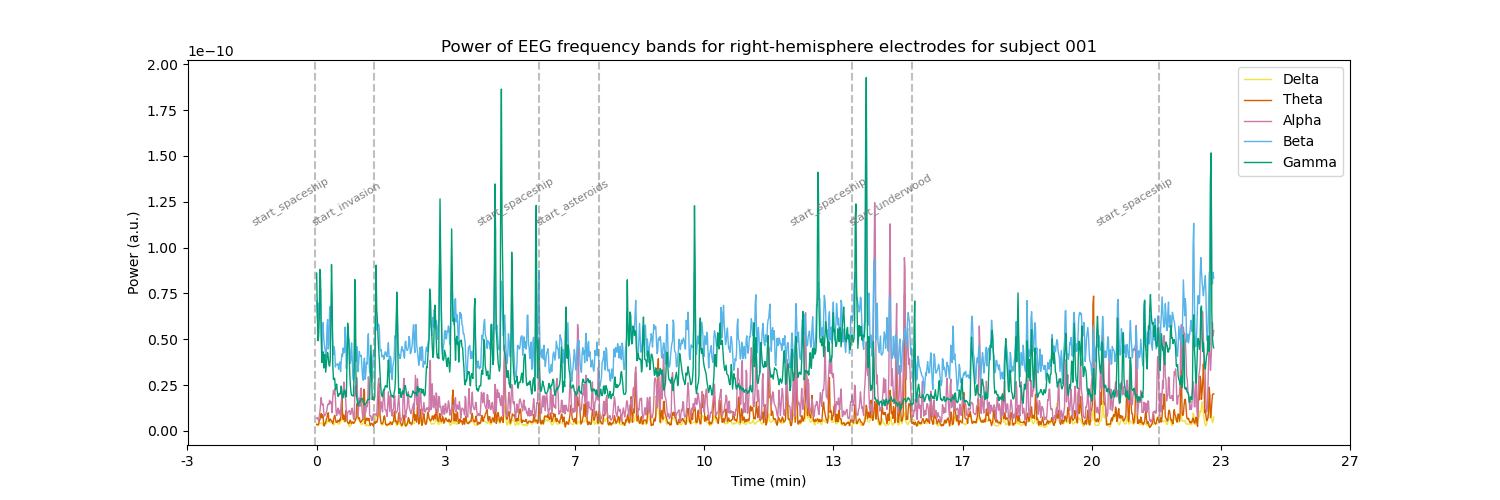 Power of EEG frequency bands for right-hemisphere electrodes for subject 001
1e−10
2.00
1.75
1.50
1.25
1.00
0.75
0.50
0.25
0.00
Power (a.u.)
start_spaceship
start_invasion
start_spaceship
start_asteroids
start_spaceship
start_underwood
start_spaceship
Delta
Theta
Alpha
Beta
Gamma
-3 0 3 7 10 13 17 20 23 27
Time (min)